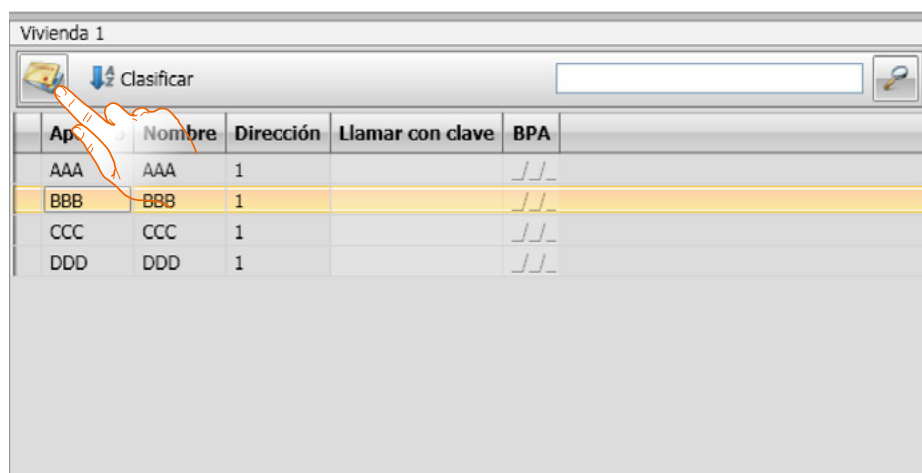 Vivienda 1
Clasificar
Nombre Dirección Llamar con clave BPA
AAA AAA 1 _/_/_
BBB BBB 1 _/_/_
CCC CCC 1 _/_/_
DDD DDD 1 _/_/_